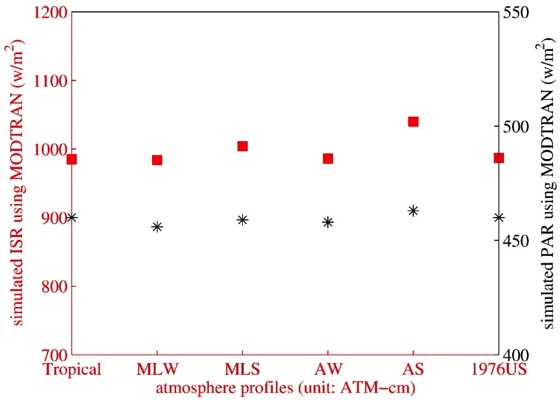 1200
1100
1000
900
800
700
simulated ISR using MODTRAN (w/m²)
550
500
450
400
simulated PAR using MODTRAN (w/m²)
Tropical MLW MLS AW AS 1976US
atmosphere profiles (unit: ATM−cm)